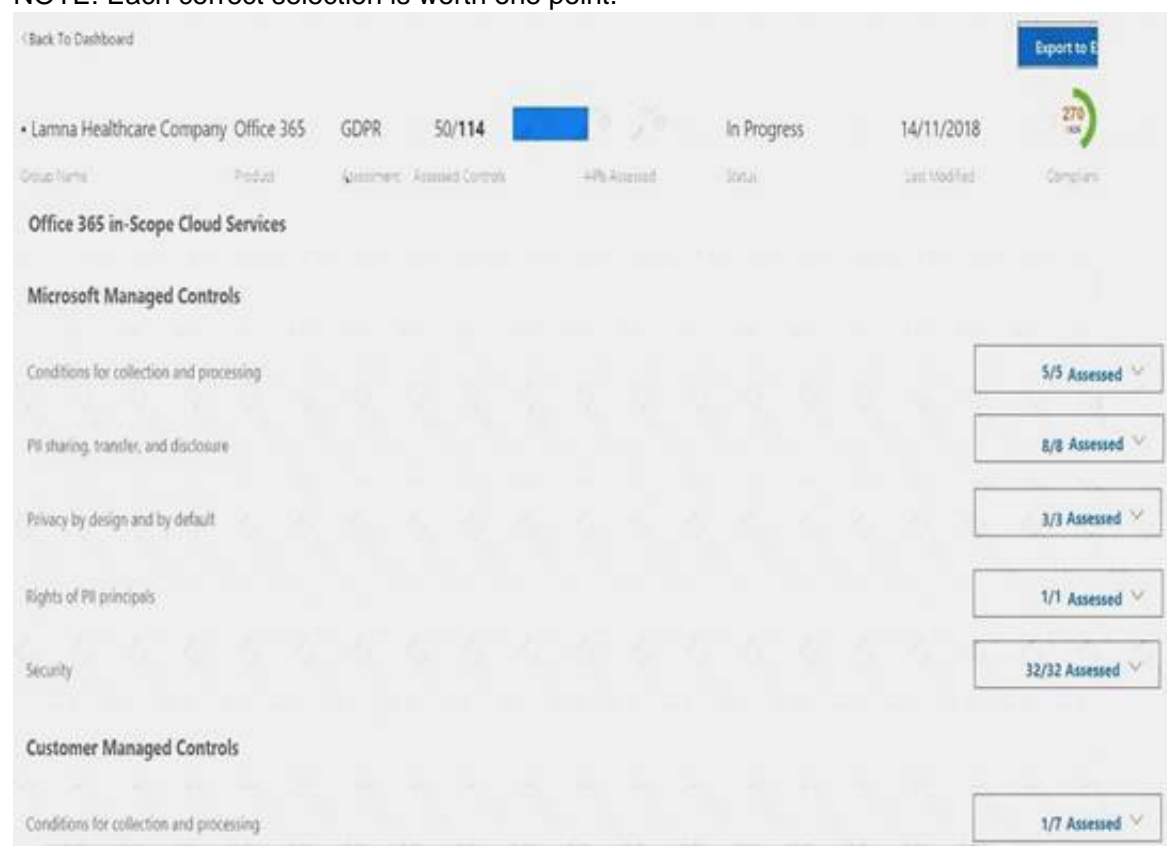 NOTE: Each correct selection is worth one point.
Back To Dashboard
Export to E
• Lamna Healthcare Company Office 365 GDPR 50/114 In Progress 14/11/2018 270
Group Name Product Assessment Assessed Controls Assessed Status Last Modified Complian
Office 365 in-Scope Cloud Services
Microsoft Managed Controls
Conditions for collection and processing 5/5 Assessed
PII sharing, transfer, and disclosure 8/8 Assessed
Privacy by design and by default 3/3 Assessed
Rights of PII principals 1/1 Assessed
Security 32/32 Assessed
Customer Managed Controls
Conditions for collection and processing 1/7 Assessed